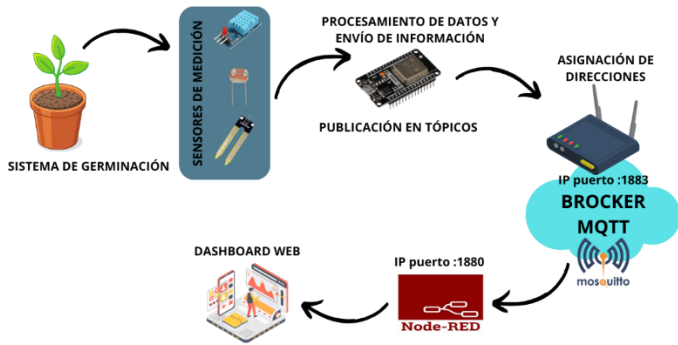 SISTEMA DE GERMINACIÓN
SENSORES DE MEDICIÓN
PROCESAMIENTO DE DATOS Y
ENVÍO DE INFORMACIÓN
PUBLICACIÓN EN TÓPICOS
ASIGNACIÓN DE
DIRECCIONES
IP puerto :1883
BROCKER
MQTT
mosquitto
IP puerto :1880
Node-RED
DASHBOARD WEB